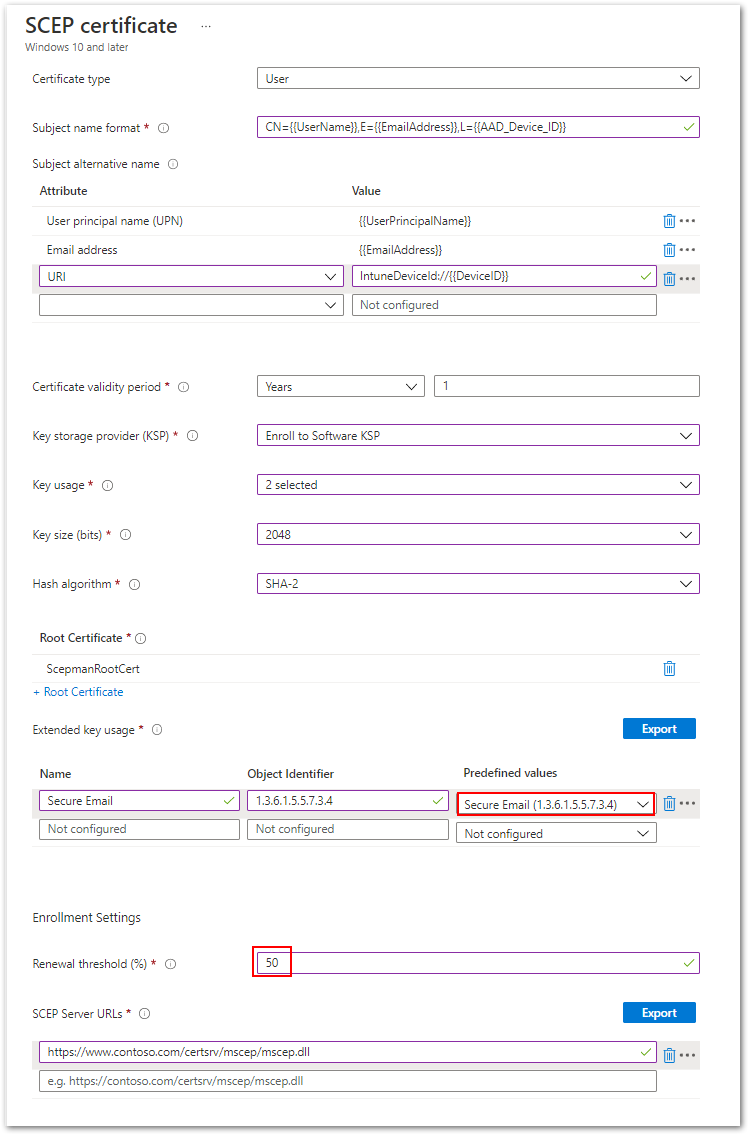 SCEP certificate ...
Windows 10 and later
Certificate type User
Subject name format * CN={{UserName}},E={{EmailAddress}},L={{AAD_Device_ID}}
Subject alternative name
Attribute Value
User principal name (UPN) {{UserPrincipalName}}
Email address {{EmailAddress}}
URI IntuneDeviceId://{{DeviceID}}
Not configured
Certificate validity period * Years 1
Key storage provider (KSP) * Enroll to Software KSP
Key usage * 2 selected
Key size (bits) * 2048
Hash algorithm * SHA-2
Root Certificate *
ScepmanRootCert
+ Root Certificate
Extended key usage * Export
Name Object Identifier Predefined values
Secure Email 1.3.6.1.5.5.7.3.4 Secure Email (1.3.6.1.5.5.7.3.4)
Not configured Not configured Not configured
Enrollment Settings
Renewal threshold (%) * 50
SCEP Server URLs * Export
https://www.contoso.com/certsrv/mscep/mscep.dll
e.g. https://contoso.com/certsrv/mscep/mscep.dll